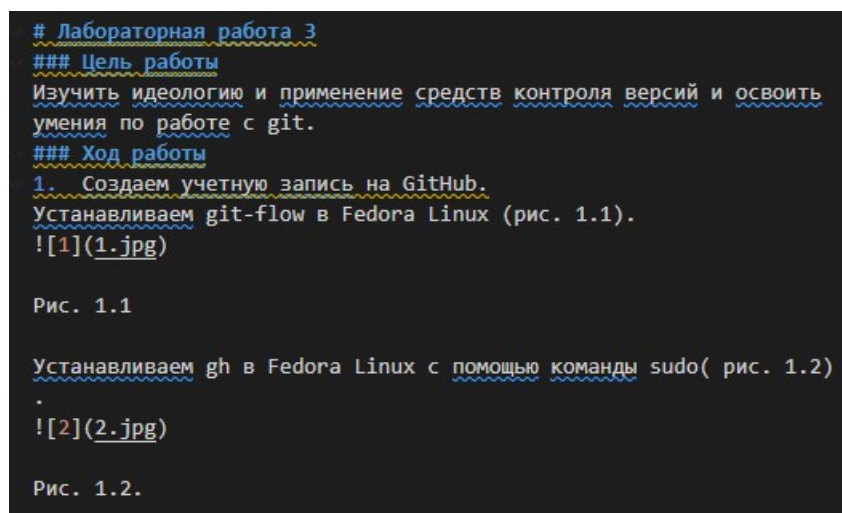 # Лабораторная работа 3
### Цель работы
Изучить идеологию и применение средств контроля версий и освоить
умения по работе с git.
### Ход работы
1.  Создаем учетную запись на GitHub.
Устанавливаем git-flow в Fedora Linux (рис. 1.1).
![1](1.jpg)
Рис. 1.1
Устанавливаем gh в Fedora Linux с помощью команды sudo( рис. 1.2)
.
![2](2.jpg)
Рис. 1.2.